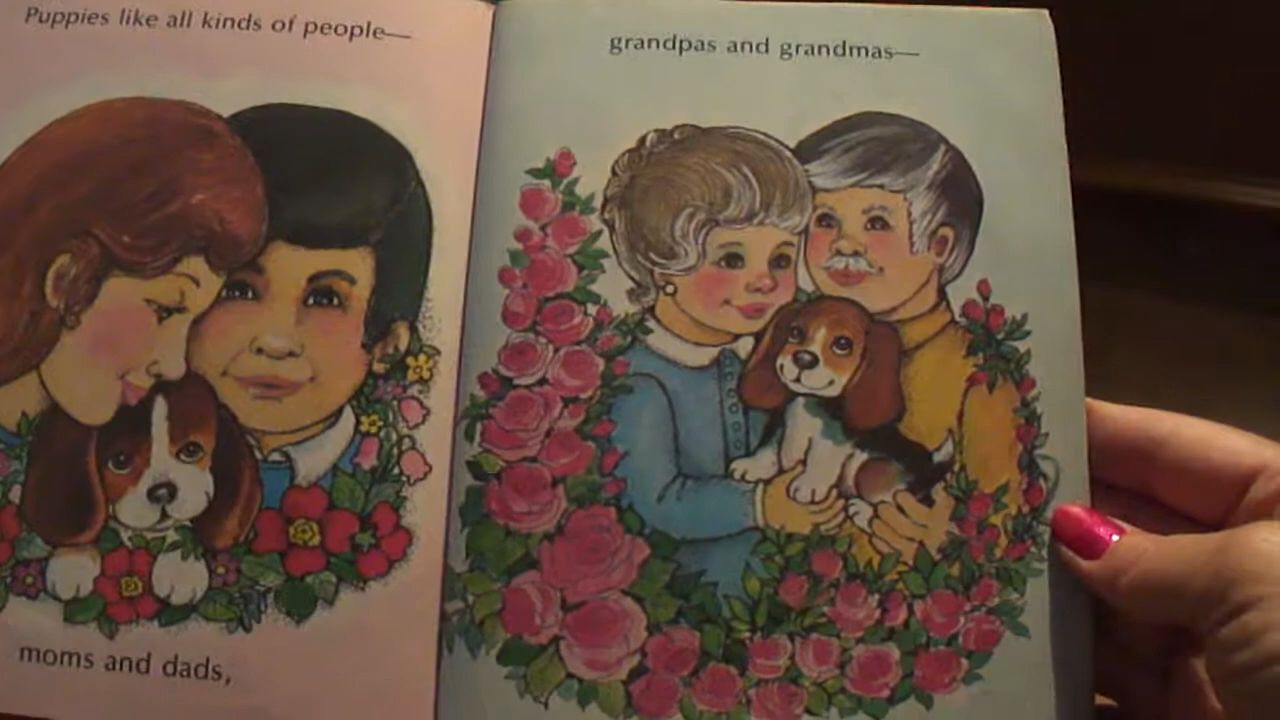 Puppies like all kinds of people—
moms and dads,
grandpas and grandmas—